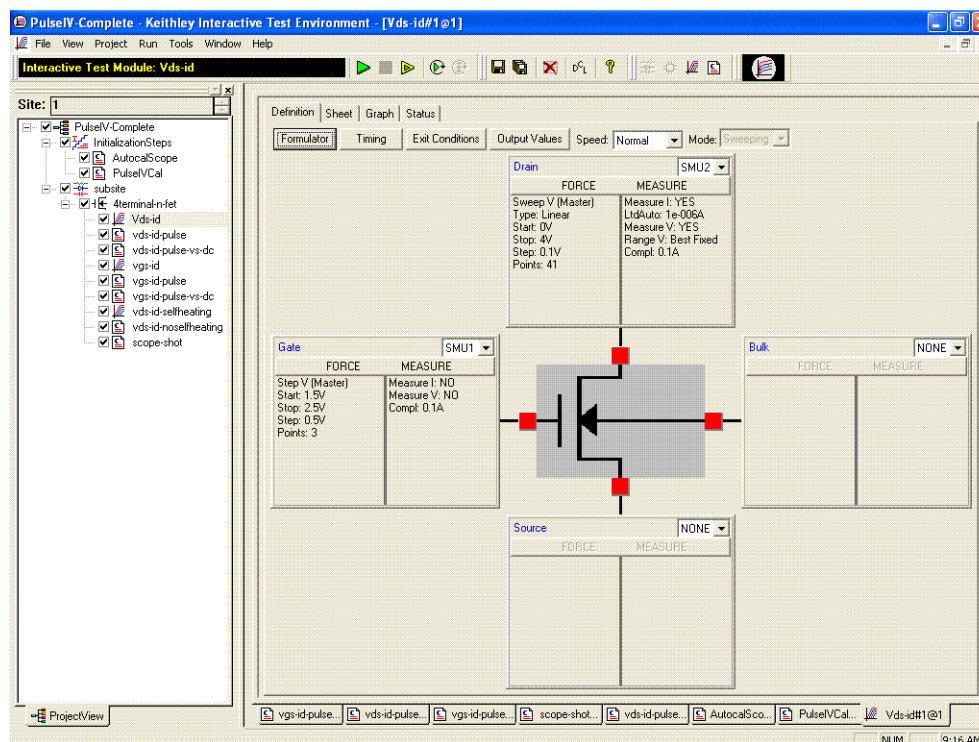 PulseIV-Complete - Keithley Interactive Test Environment - [Vds-id#1@1]
File View Project Run Tools Window Help
Interactive Test Module: Vds-id
Site: 1
PulseIV-Complete
InitializationSteps
AutocalScope
PulseIVCal
subsite
4terminal-n-fet
Vds-id
vds-id-pulse
vds-id-pulse-vs-dc
vgs-id
vgs-id-pulse
vgs-id-pulse-vs-dc
vds-id-selfheating
vds-id-noselfheating
scope-shot
ProjectView
Definition Sheet Graph Status
Formulator Timing Exit Conditions Output Values Speed: Normal Mode: Sweeping
Drain SMU2
FORCE MEASURE
Sweep V (Master) Measure I: YES
Type: Linear LtdAuto: 1e-006A
Start: 0V Measure V: YES
Stop: 4V Range V: Best Fixed
Step: 0.1V Compl: 0.1A
Points: 41
Gate SMU1
FORCE MEASURE
Step V (Master) Measure I: NO
Start: 1.5V Measure V: NO
Stop: 2.5V Compl: 0.1A
Step: 0.5V
Points: 3
Bulk NONE
FORCE MEASURE
Source NONE
FORCE MEASURE
vgs-id-pulse... vds-id-pulse... vgs-id-pulse... scope-shot... vds-id-pulse... AutocalSco... PulseIVCal... Vds-id#1@1
NUM 9:16 AM